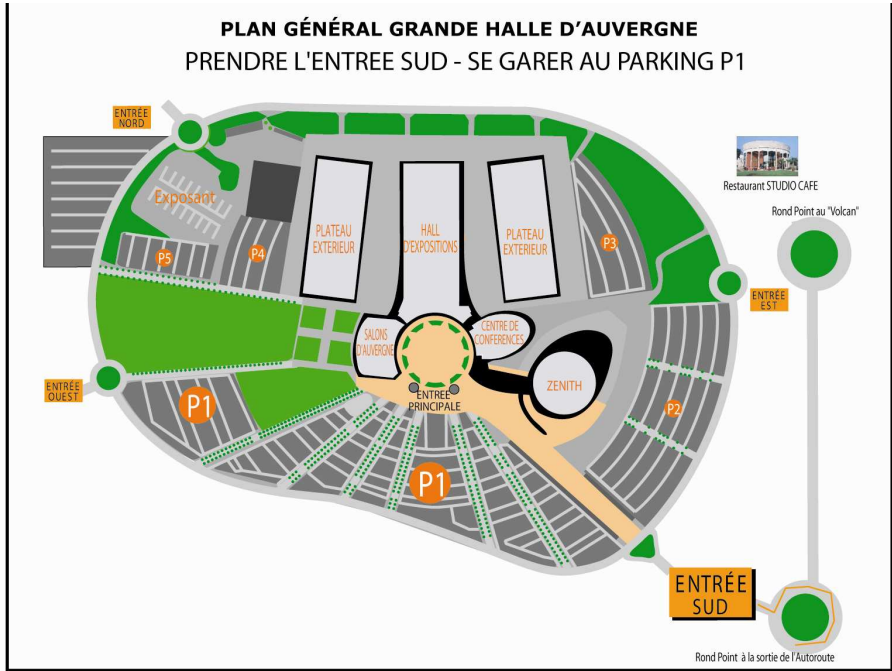 PLAN GÉNÉRAL GRANDE HALLE D'AUVERGNE
PRENDRE L'ENTREE SUD - SE GARER AU PARKING P1
ENTRÉE
NORD
Restaurant STUDIO CAFE
Exposant
Rond Point au "Volcan"
PLATEAU
EXTERIEUR
HALL
D'EXPOSITIONS
PLATEAU
EXTERIEUR
P3
P5
P4
ENTRÉE
EST
SALONS
D'AUVERGNE
CENTRE DE
CONFERENCES
ENTRÉE
OUEST
ZENITH
ENTREE
PRINCIPALE
P1
P2
P1
ENTRÉE
SUD
Rond Point à la sortie de l'Autoroute